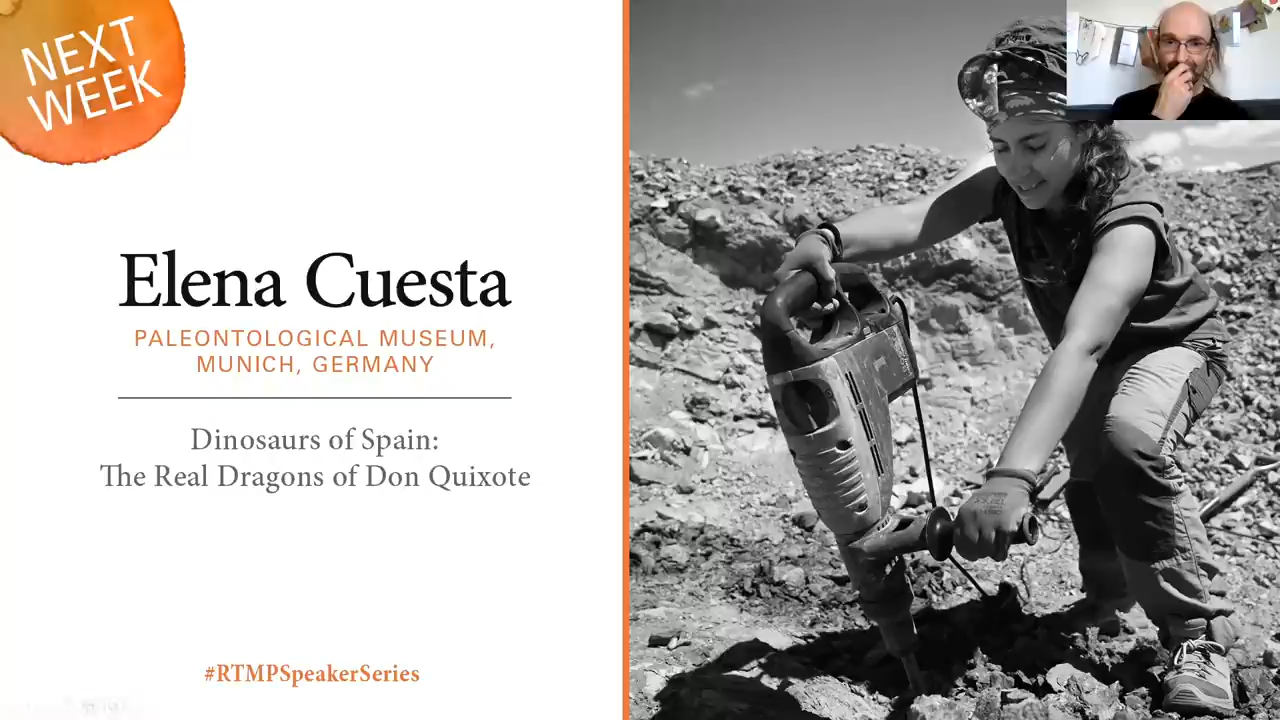 NEXT
WEEK
Elena Cuesta
PALEONTOLOGICAL MUSEUM,
MUNICH, GERMANY
Dinosaurs of Spain:
The Real Dragons of Don Quixote
#RTMPSpeakerSeries